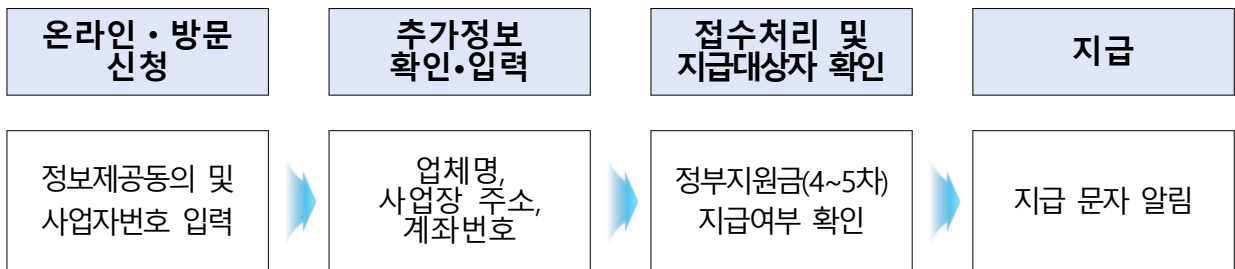 온라인・방문
신청
추가정보
확인•입력
접수처리 및
지급대상자 확인
지급
정보제공동의 및
사업자번호 입력
업체명,
사업장 주소,
계좌번호
정부지원금(4~5차)
지급여부 확인
지급 문자 알림